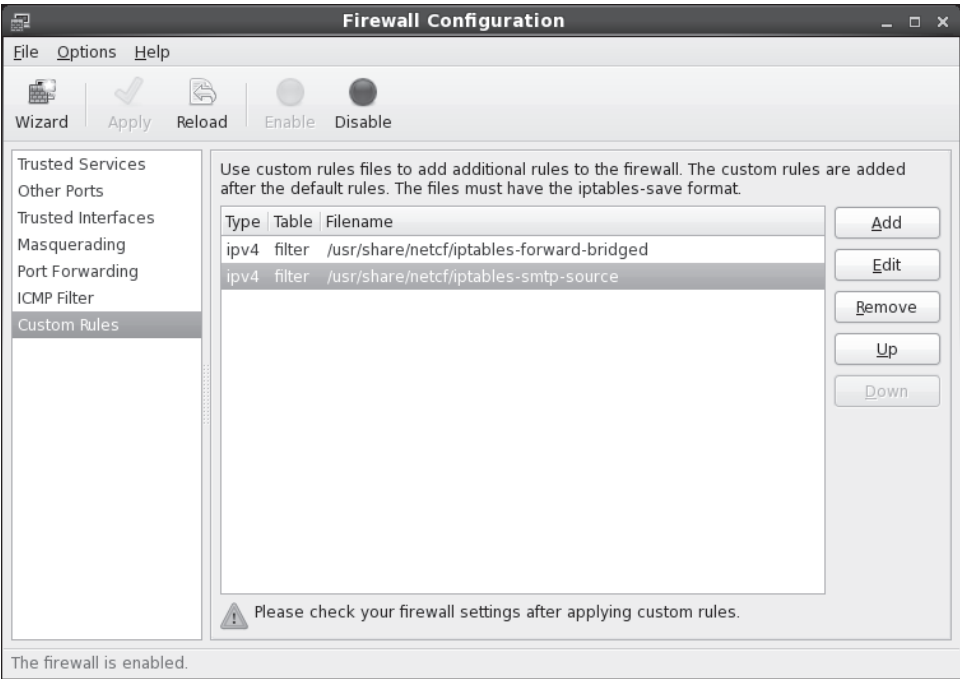 Firewall Configuration
File Options Help
Wizard Apply Reload Enable Disable
Trusted Services
Other Ports
Trusted Interfaces
Masquerading
Port Forwarding
ICMP Filter
Custom Rules
Use custom rules files to add additional rules to the firewall. The custom rules are added
after the default rules. The files must have the iptables-save format.
Type Table Filename
ipv4 filter /usr/share/netcf/iptables-forward-bridged
ipv4 filter /usr/share/netcf/iptables-smtp-source
Add
Edit
Remove
Up
Down
Please check your firewall settings after applying custom rules.
The firewall is enabled.